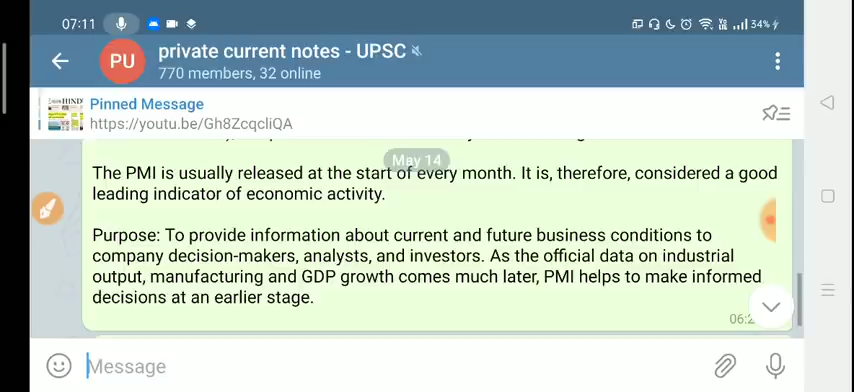 07:11
34%
PU
private current notes - UPSC
770 members, 32 online
Pinned Message
https://youtu.be/Gh8ZcqcliQA
May 14
The PMI is usually released at the start of every month. It is, therefore, considered a good
leading indicator of economic activity.
Purpose: To provide information about current and future business conditions to
company decision-makers, analysts, and investors. As the official data on industrial
output, manufacturing and GDP growth comes much later, PMI helps to make informed
decisions at an earlier stage.
Message